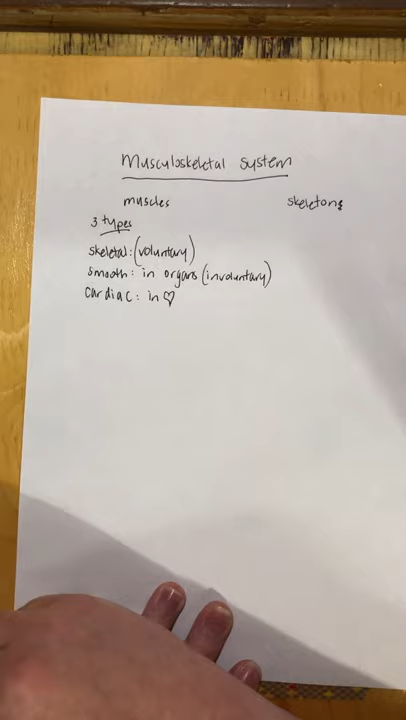 Musculoskeletal system
muscles
skeletons
3 types
skeletal: (voluntary)
smooth: in organs (involuntary)
cardiac: in ♡